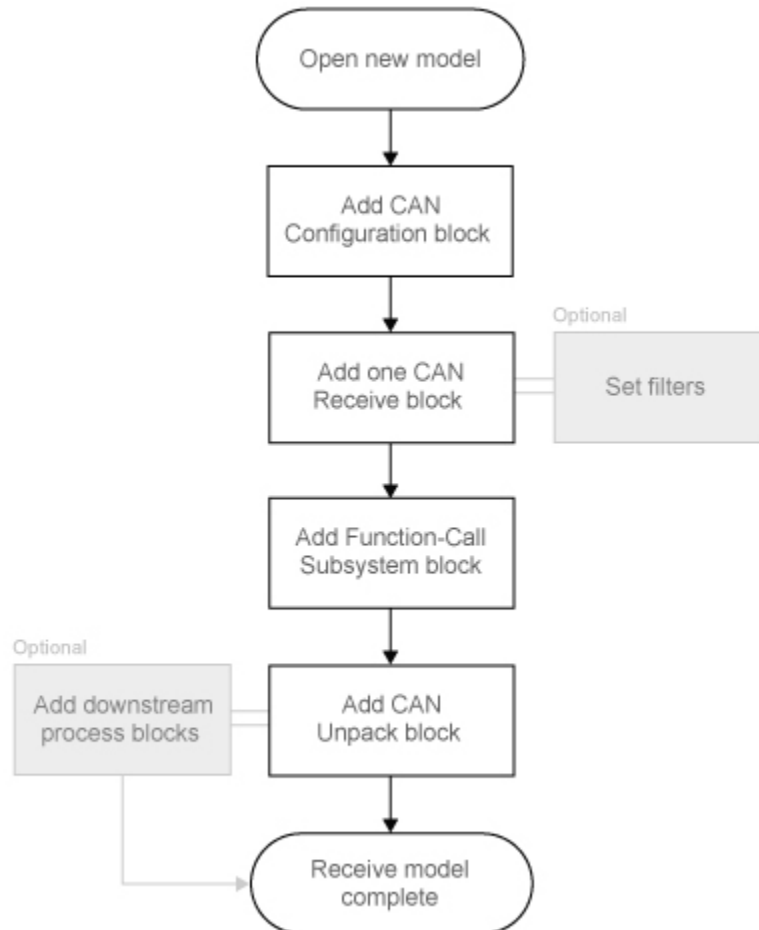 Open new model
Add CAN
Configuration block
Optional
Add one CAN
Receive block
Set filters
Add Function-Call
Subsystem block
Optional
Add downstream
process blocks
Add CAN
Unpack block
Receive model
complete